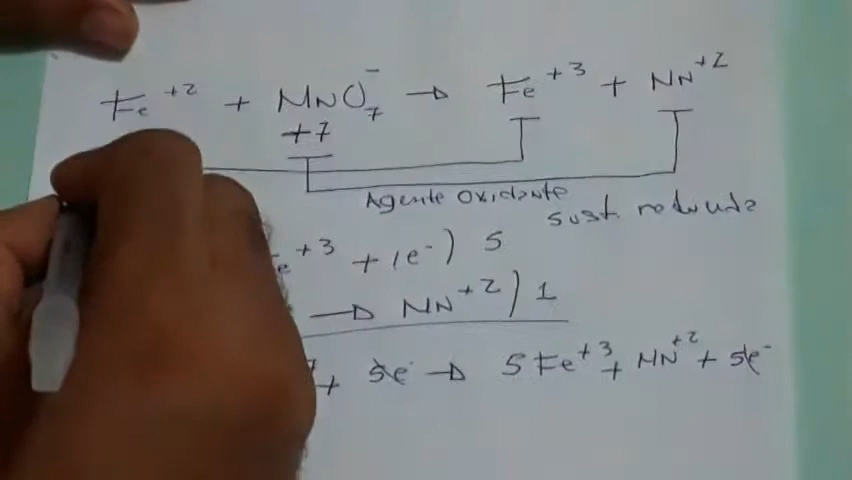 Fe +2 + MnO7- → Fe +3 + Mn+2
+7
Agente oxidante
sust. reduce
e +3 + 1e-) 5
→ Mn+2) 1
+ 5e- → 5Fe+3 + Mn+2 + 5e-